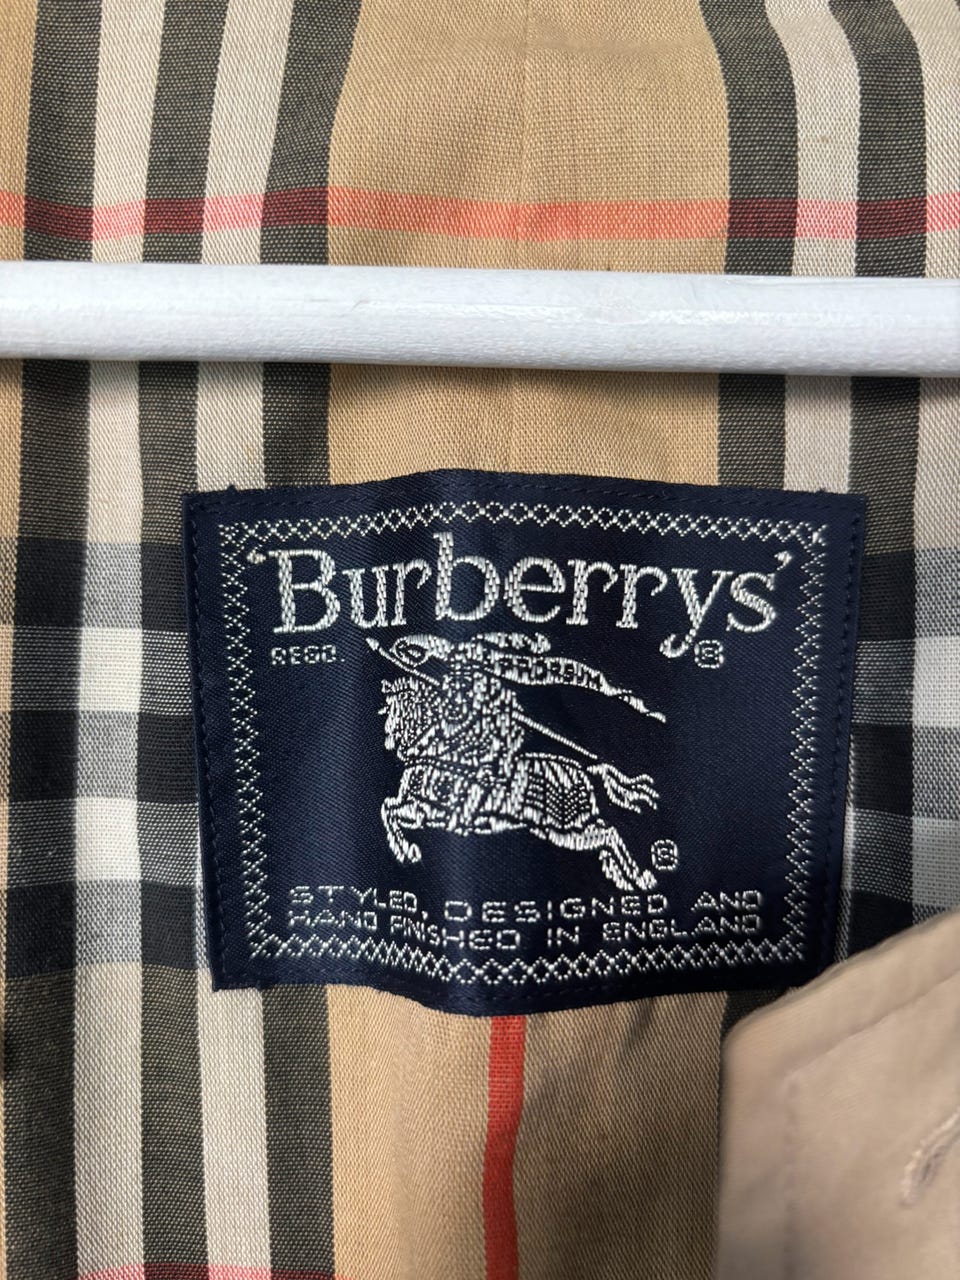 'Burberrys'
REGD. ®
PRORSUM
®
STYLED, DESIGNED AND
HAND FINISHED IN ENGLAND